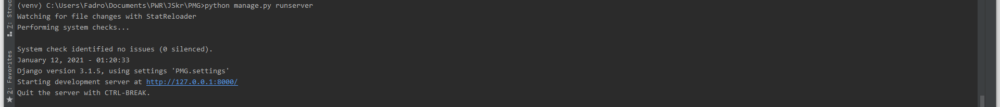 (venv) C:\Users\Fadro\Documents\PWR\JSkr\PMG>python manage.py runserver
Watching for file changes with StatReloader
Performing system checks...
System check identified no issues (0 silenced).
January 12, 2021 - 01:20:33
Django version 3.1.5, using settings 'PMG.settings'
Starting development server at http://127.0.0.1:8000/
Quit the server with CTRL-BREAK.
7: Struc
2: Favorites